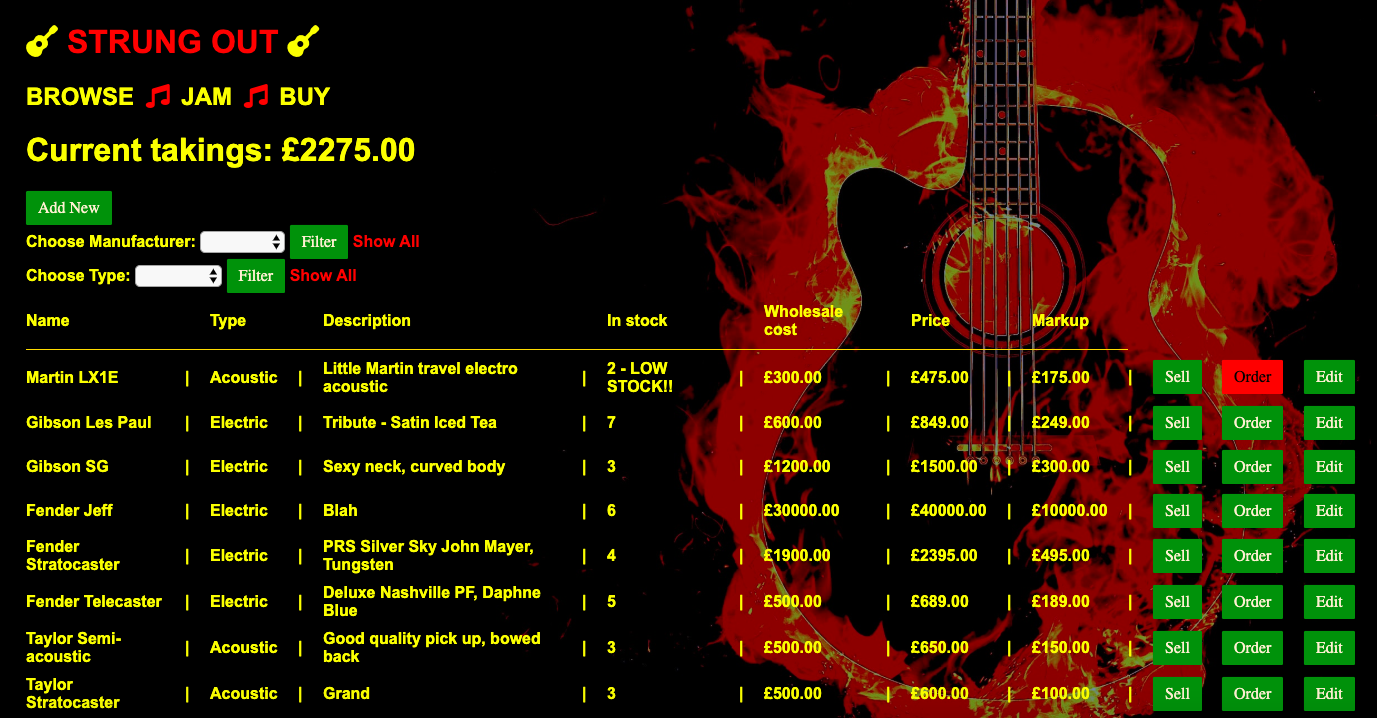 STRUNG OUT
BROWSE JAM BUY
Current takings: £2275.00
Add New
Choose Manufacturer: Filter Show All
Choose Type: Filter Show All
Name Type Description In stock Wholesale cost Price Markup
Martin LX1E | Acoustic | Little Martin travel electro acoustic | 2 - LOW STOCK!! | £300.00 | £475.00 | £175.00 | Sell Order Edit
Gibson Les Paul | Electric | Tribute - Satin Iced Tea | 7 | £600.00 | £849.00 | £249.00 | Sell Order Edit
Gibson SG | Electric | Sexy neck, curved body | 3 | £1200.00 | £1500.00 | £300.00 | Sell Order Edit
Fender Jeff | Electric | Blah | 6 | £30000.00 | £40000.00 | £10000.00 | Sell Order Edit
Fender Stratocaster | Electric | PRS Silver Sky John Mayer, Tungsten | 4 | £1900.00 | £2395.00 | £495.00 | Sell Order Edit
Fender Telecaster | Electric | Deluxe Nashville PF, Daphne Blue | 5 | £500.00 | £689.00 | £189.00 | Sell Order Edit
Taylor Semi-acoustic | Acoustic | Good quality pick up, bowed back | 3 | £500.00 | £650.00 | £150.00 | Sell Order Edit
Taylor Stratocaster | Acoustic | Grand | 3 | £500.00 | £600.00 | £100.00 | Sell Order Edit